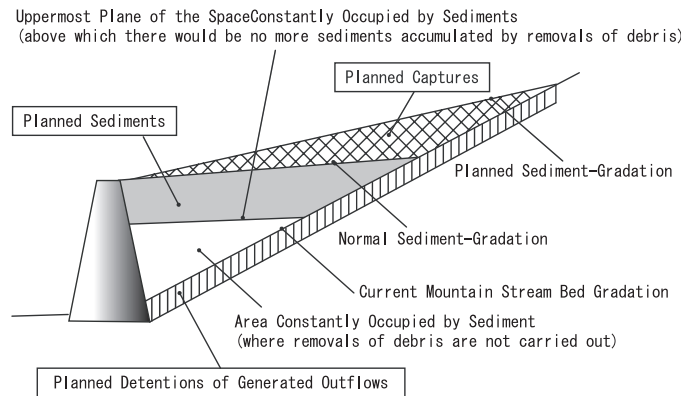 Uppermost Plane of the SpaceConstantly Occupied by Sediments
(above which there would be no more sediments accumulated by removals of debris)
Planned Captures
Planned Sediments
Planned Sediment-Gradation
Normal Sediment-Gradation
Current Mountain Stream Bed Gradation
Area Constantly Occupied by Sediment
(where removals of debris are not carried out)
Planned Detentions of Generated Outflows